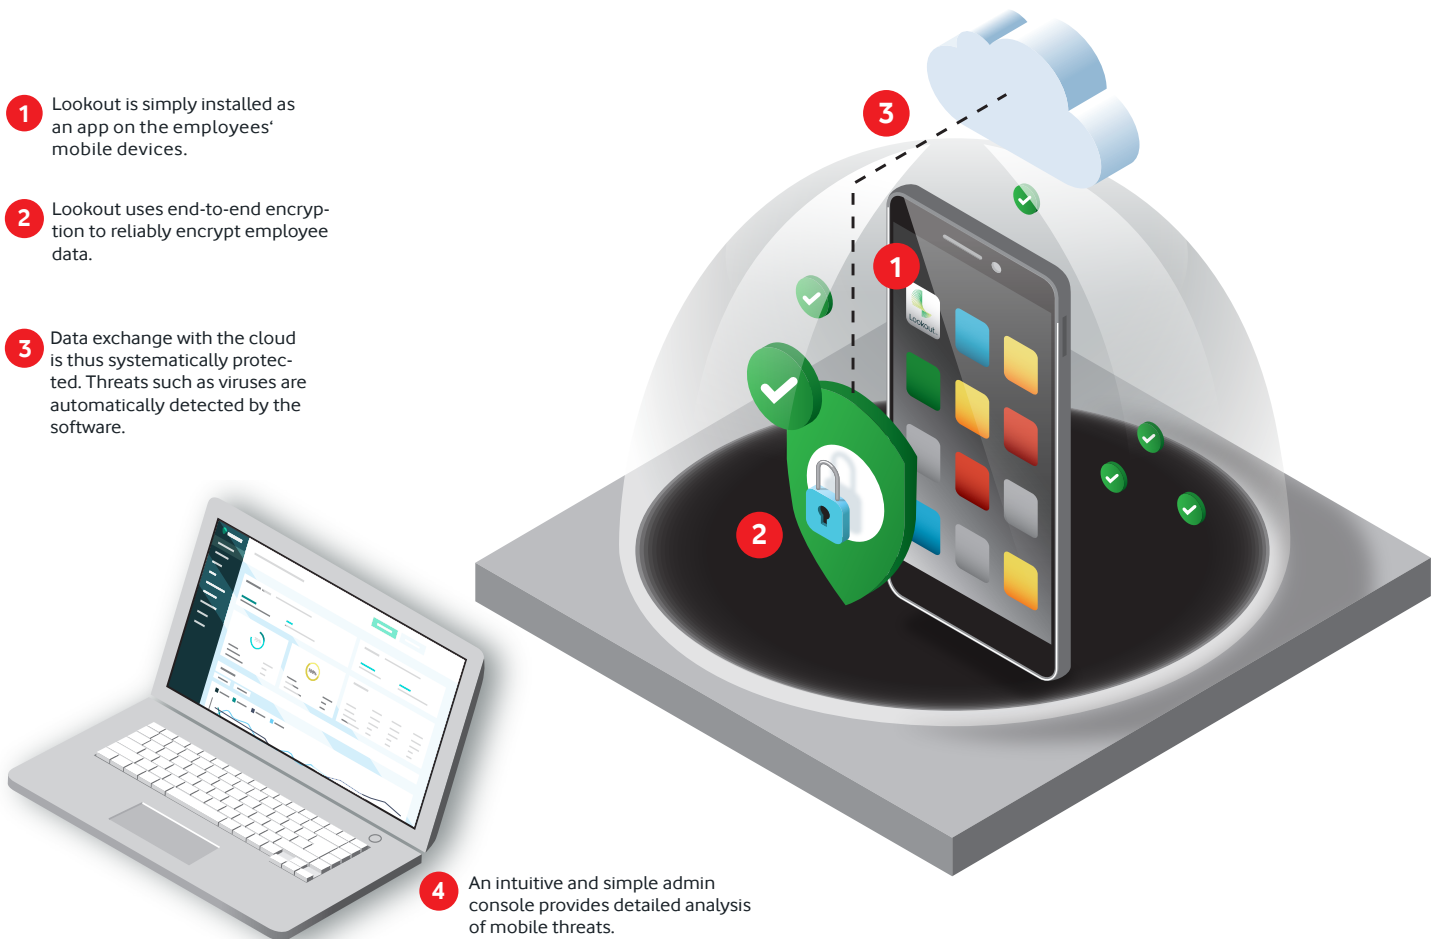 1
Lookout is simply installed as
an app on the employees‘
mobile devices.
2
Lookout uses end-to-end encryp-
tion to reliably encrypt employee
data.
3
Data exchange with the cloud
is thus systematically protec-
ted. Threats such as viruses are
automatically detected by the
software.
3
1
Lookout
2
4
An intuitive and simple admin
console provides detailed analysis
of mobile threats.